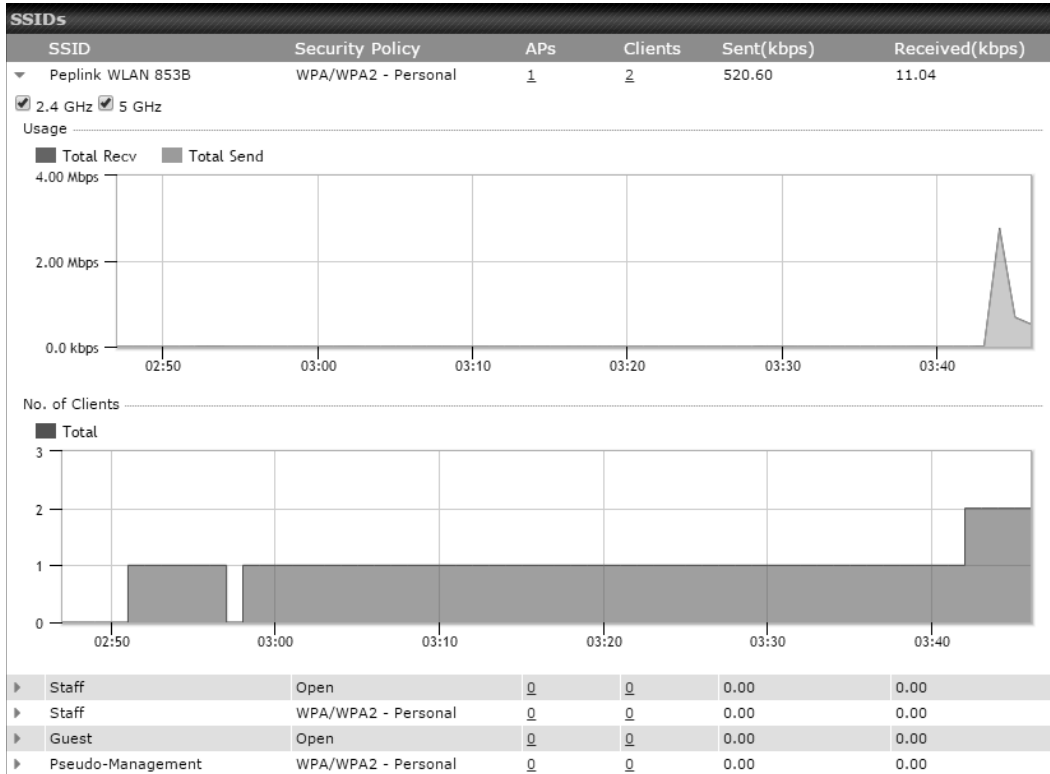 SSIDs
SSID Security Policy APs Clients Sent(kbps) Received(kbps)
Peplink WLAN 853B WPA/WPA2 - Personal 1 2 520.60 11.04
2.4 GHz 5 GHz
Usage
Total Recv Total Send
4.00 Mbps
2.00 Mbps
0.0 kbps
02:50 03:00 03:10 03:20 03:30 03:40
No. of Clients
Total
3
2
1
0
02:50 03:00 03:10 03:20 03:30 03:40
Staff Open 0 0 0.00 0.00
Staff WPA/WPA2 - Personal 0 0 0.00 0.00
Guest Open 0 0 0.00 0.00
Pseudo-Management WPA/WPA2 - Personal 0 0 0.00 0.00